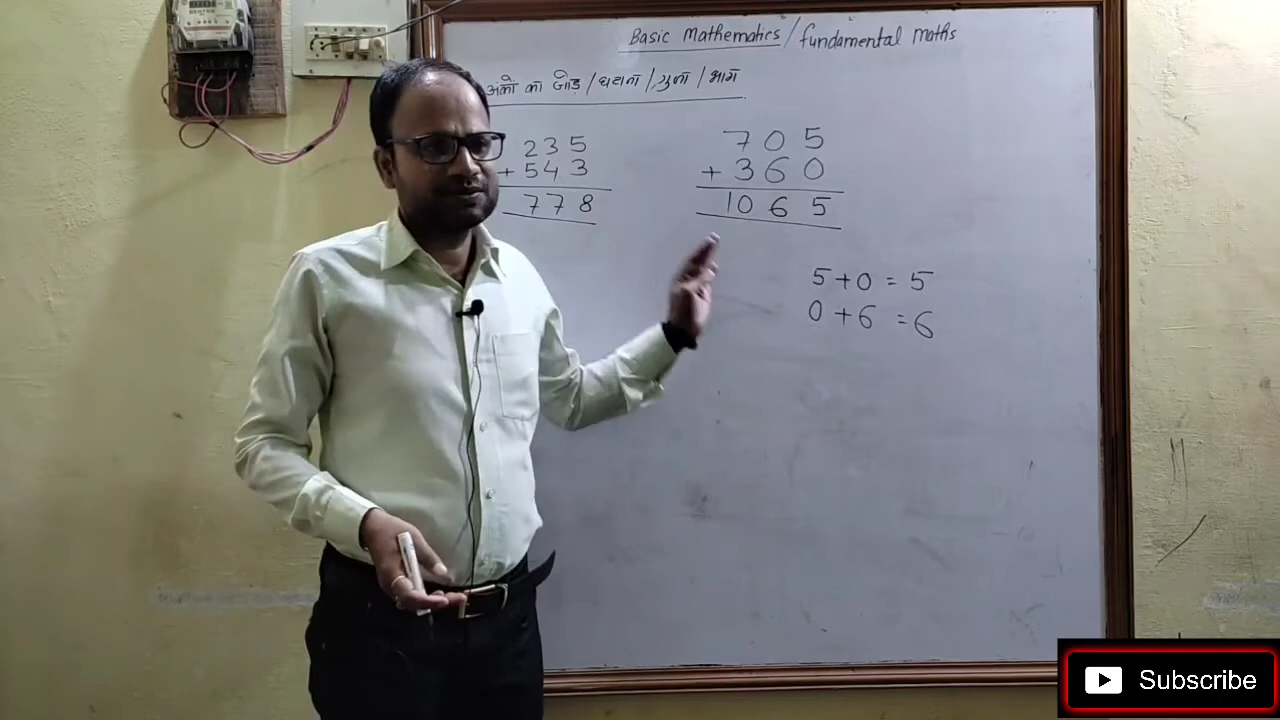 Basic Mathematics / fundamental maths
अंको का जोड़ / घटाना / गुना / भाग
235
+ 543
778
705
+ 360
1065
5 + 0 = 5
0 + 6 = 6
Subscribe